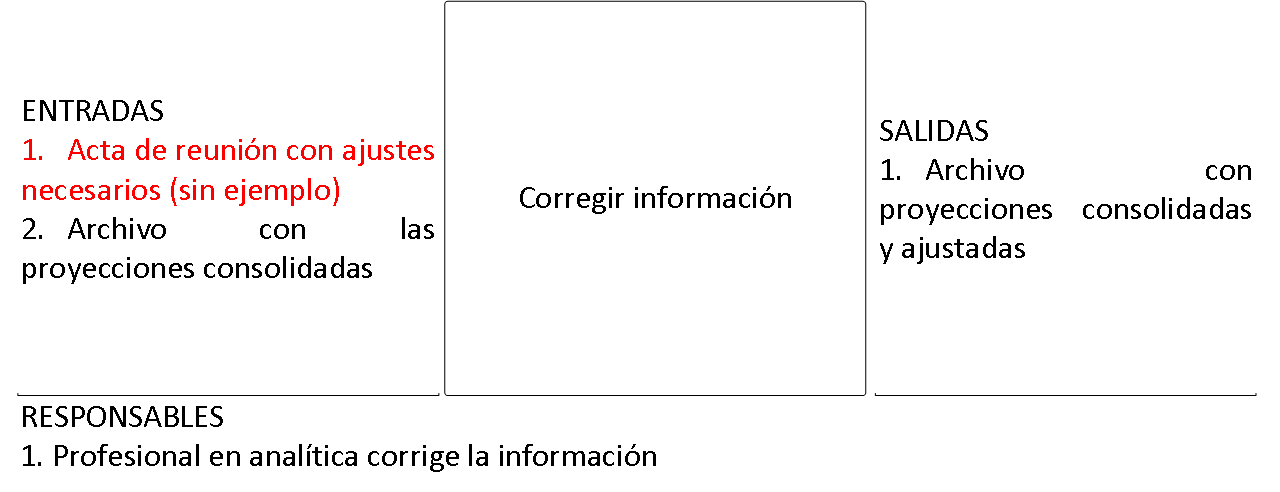 ENTRADAS
1. Acta de reunión con ajustes
necesarios (sin ejemplo)
2. Archivo con las
proyecciones consolidadas
Corregir información
SALIDAS
1. Archivo con
proyecciones consolidadas
y ajustadas
RESPONSABLES
1. Profesional en analítica corrige la información